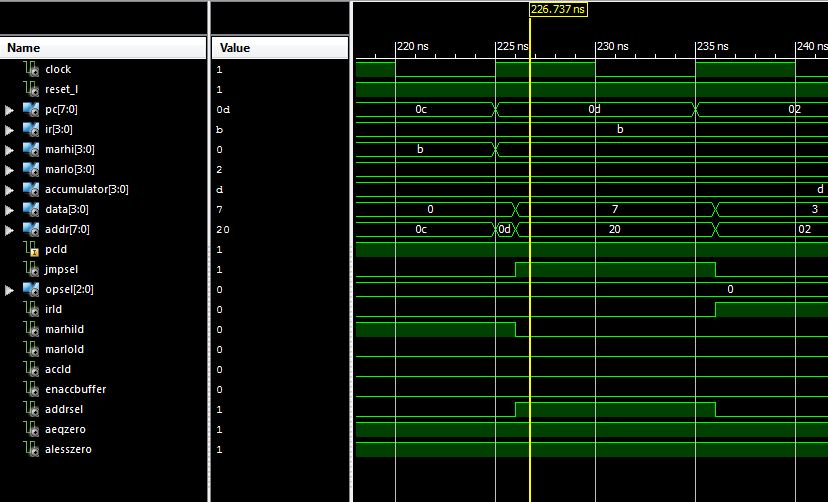 226.737 ns
Name Value 220 ns 225 ns 230 ns 235 ns 240 ns
clock 1
reset_l 1
pc[7:0] 0d 0c 0d 02
ir[3:0] b b
marhi[3:0] 0 b
marlo[3:0] 2
accumulator[3:0] d d
data[3:0] 7 0 7 3
addr[7:0] 20 0c 0d 20 02
pcld 1
jmpsel 1
opsel[2:0] 0 0
irld 0
marhild 0
marlold 0
accld 0
enaccbuffer 0
addrsel 1
aeqzero 1
alesszero 1